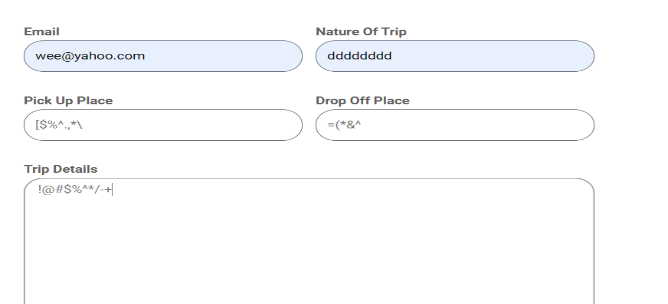 Email Nature Of Trip
wee@yahoo.com dddddddd
Pick Up Place Drop Off Place
[$%^.,*\ =(*&^
Trip Details
!@#$%^*/-+